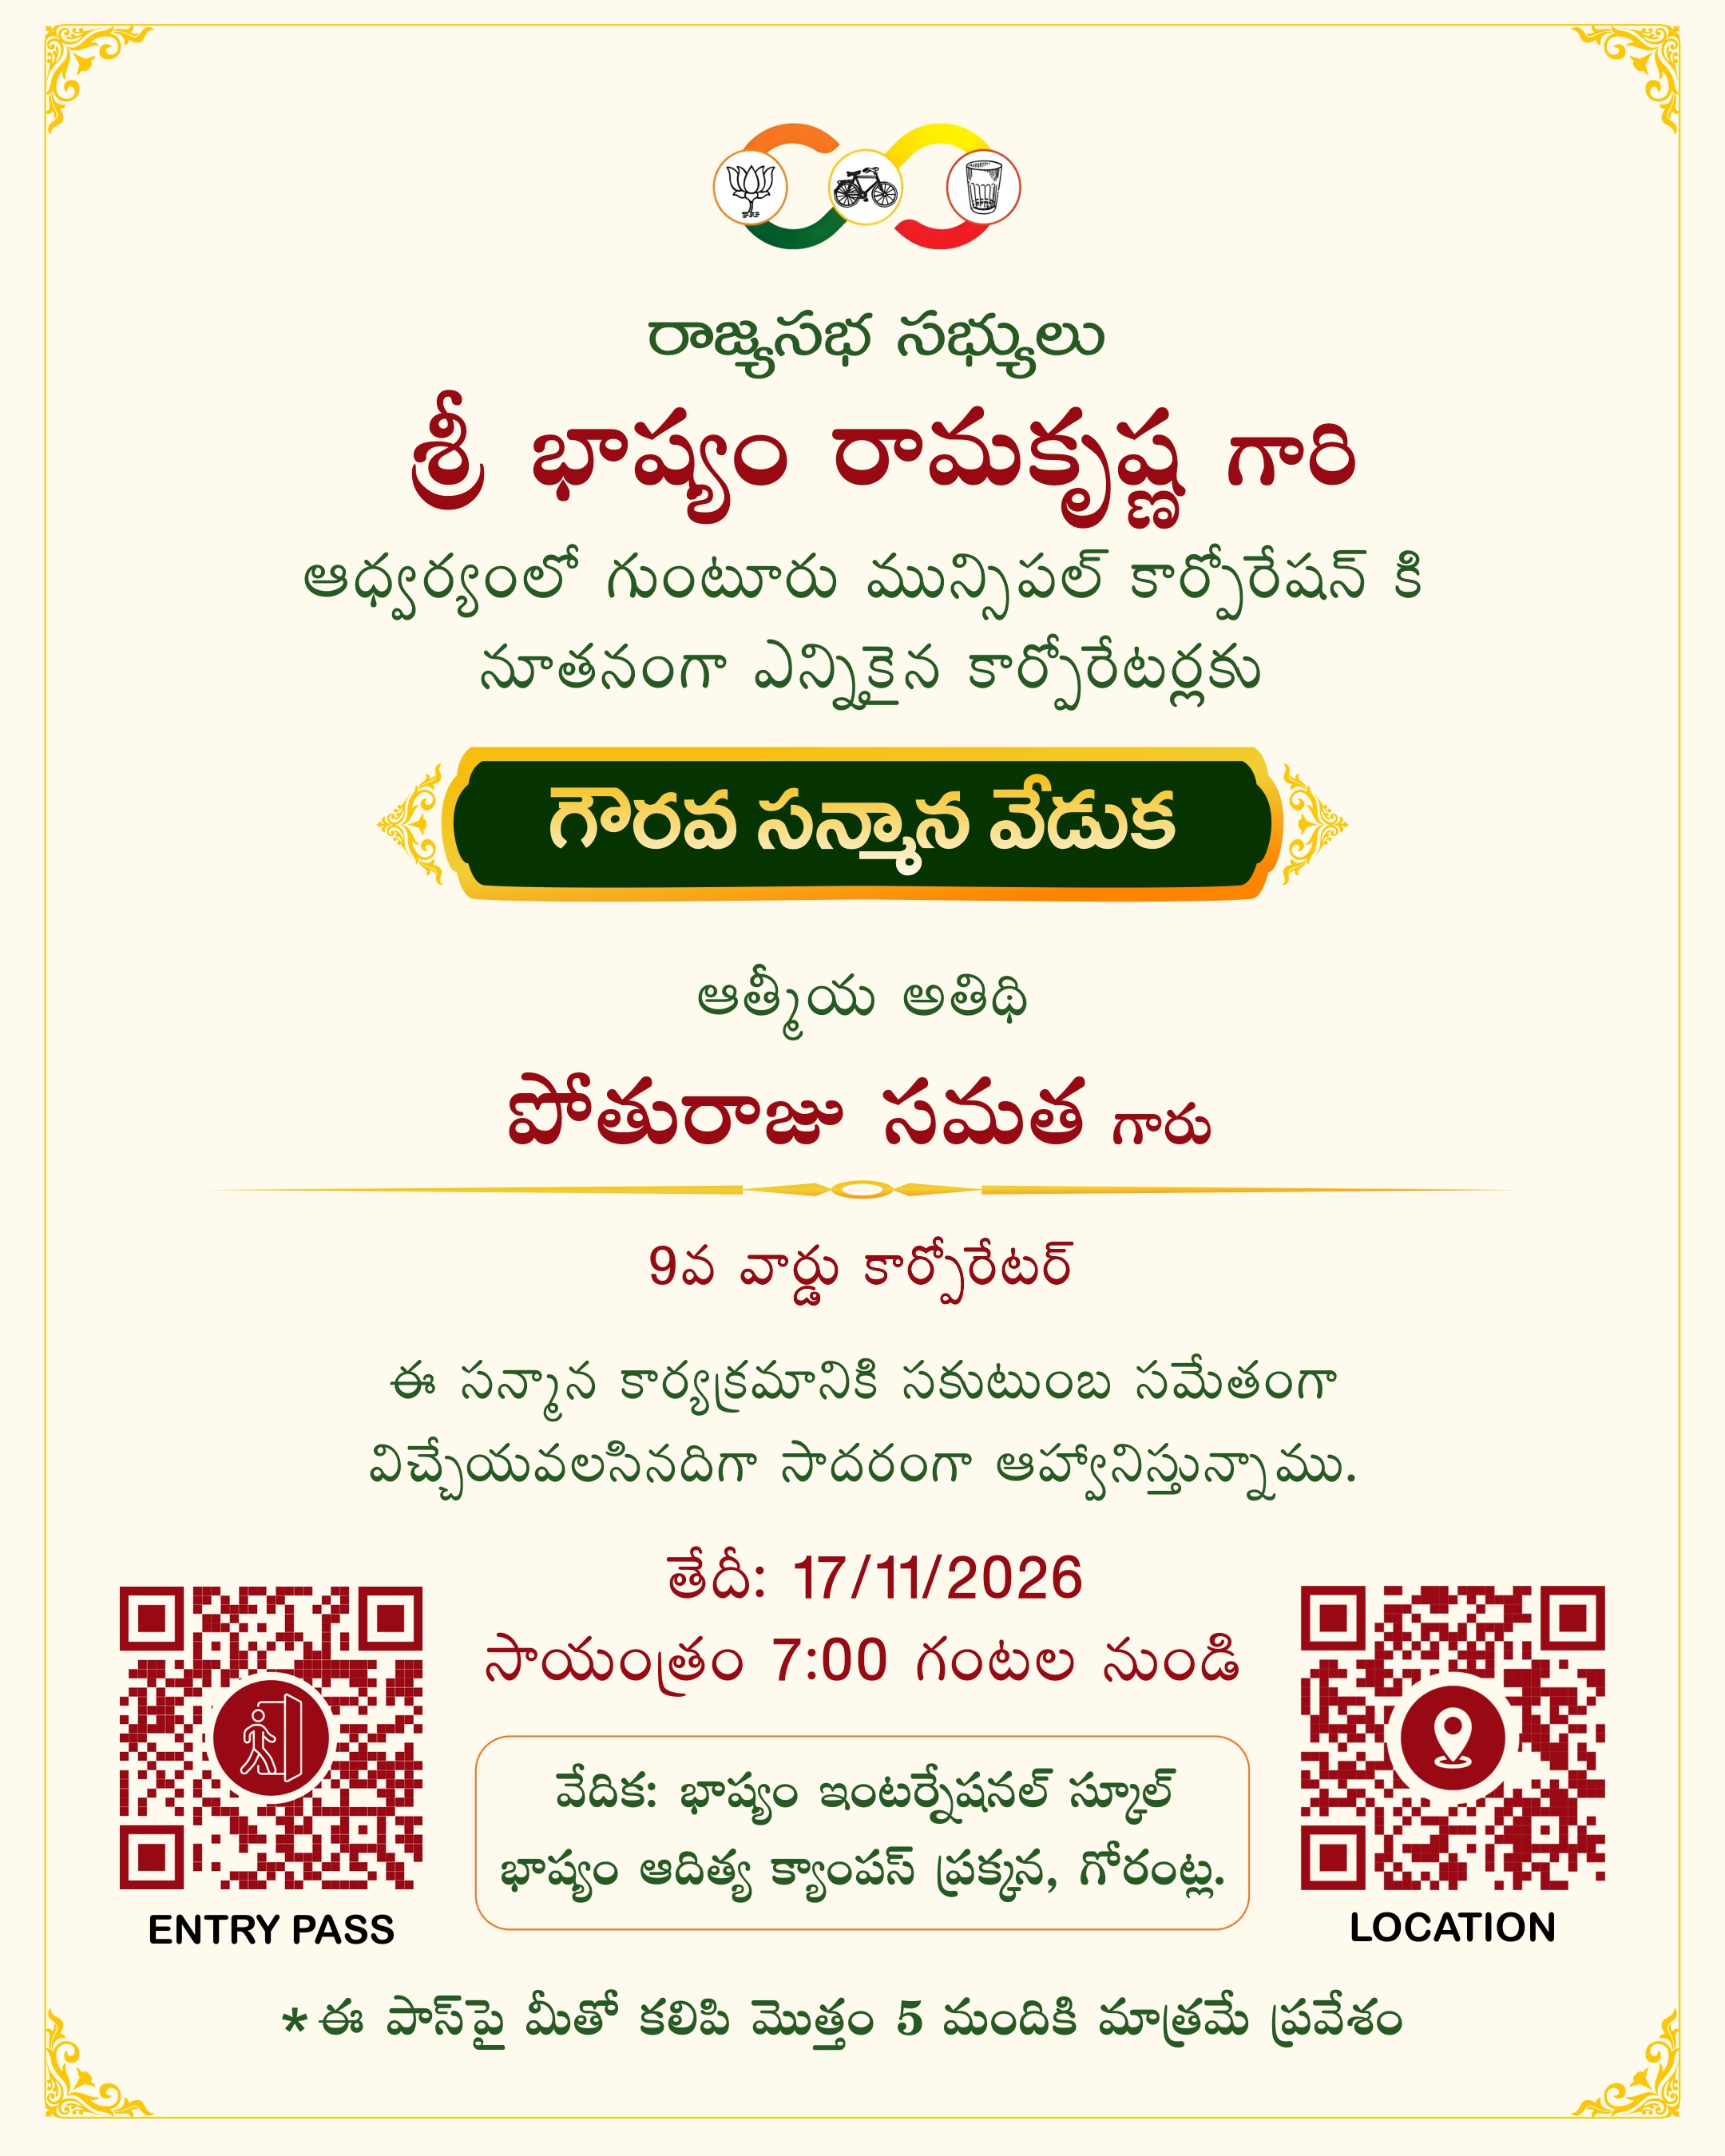 రాజ్యసభ సభ్యులు
శ్రీ భాష్యం రామకృష్ణ గారి
ఆధ్వర్యంలో గుంటూరు మున్సిపల్ కార్పోరేషన్ కి
నూతనంగా ఎన్నికైన కార్పోరేటర్లకు
గౌరవ సన్మాన వేడుక
ఆత్మీయ అతిథి
పోతురాజు సమత గారు
9వ వార్డు కార్పోరేటర్
ఈ సన్మాన కార్యక్రమానికి సకుటుంబ సమేతంగా
విచ్చేయవలసినదిగా సాదరంగా ఆహ్వానిస్తున్నాము.
తేదీ: 17/11/2026
సాయంత్రం 7:00 గంటల నుండి
వేదిక: భాష్యం ఇంటర్నేషనల్ స్కూల్
భాష్యం ఆదిత్య క్యాంపస్ ప్రక్కన, గోరంట్ల.
ENTRY PASS
LOCATION
*ఈ పాస్‌పై మీతో కలిపి మొత్తం 5 మందికి మాత్రమే ప్రవేశం